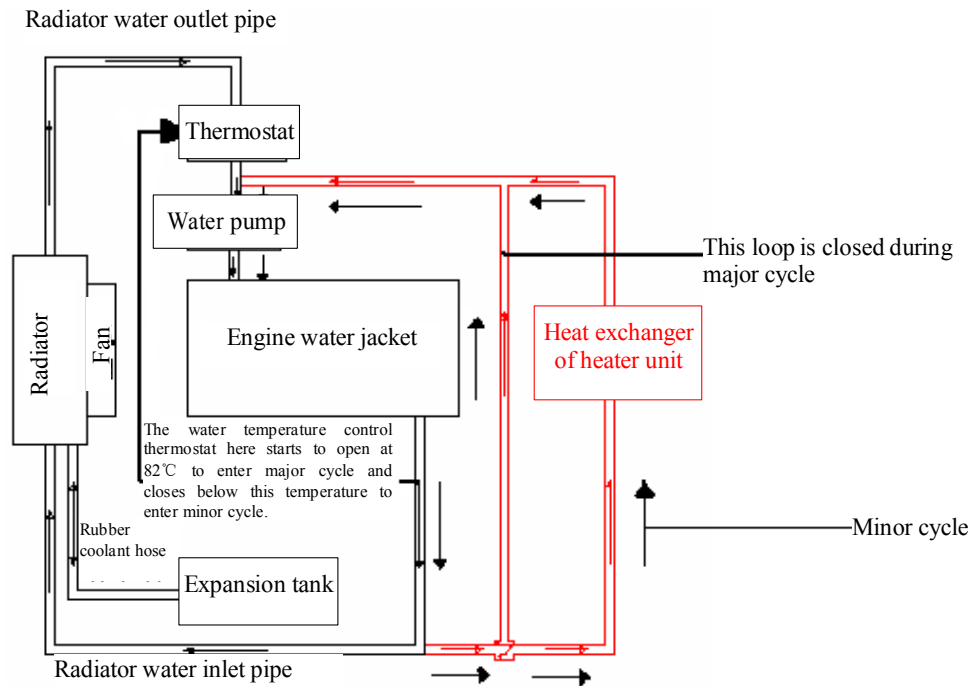 Radiator water outlet pipe
Thermostat
Water pump
This loop is closed during
major cycle
Engine water jacket
Heat exchanger
of heater unit
Radiator
Fan
The water temperature control
thermostat here starts to open at
82℃ to enter major cycle and
closes below this temperature to
enter minor cycle.
Minor cycle
Rubber
coolant hose
Expansion tank
Radiator water inlet pipe